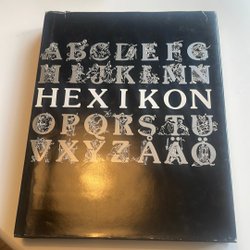 ABCDEFG
HIJKLMN
HEXIKON
OPQRSTU
VXYZÅÄÖ